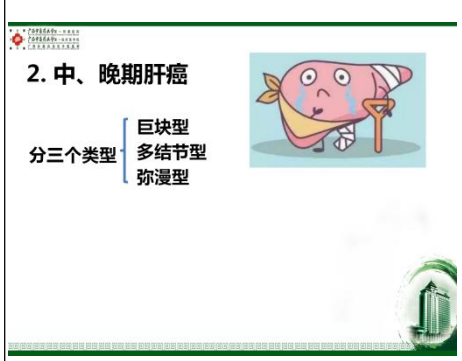 2. 中、晚期肝癌
分三个类型
巨块型
多结节型
弥漫型